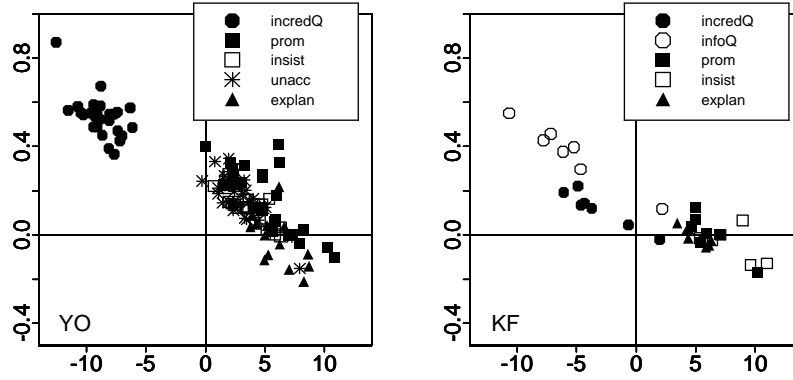 incredQ
prom
insist
unacc
explan
0.8
0.4
0.0
-0.4
YO
-10 -5 0 5 10
incredQ
infoQ
prom
insist
explan
0.8
0.4
0.0
-0.4
KF
-10 -5 0 5 10